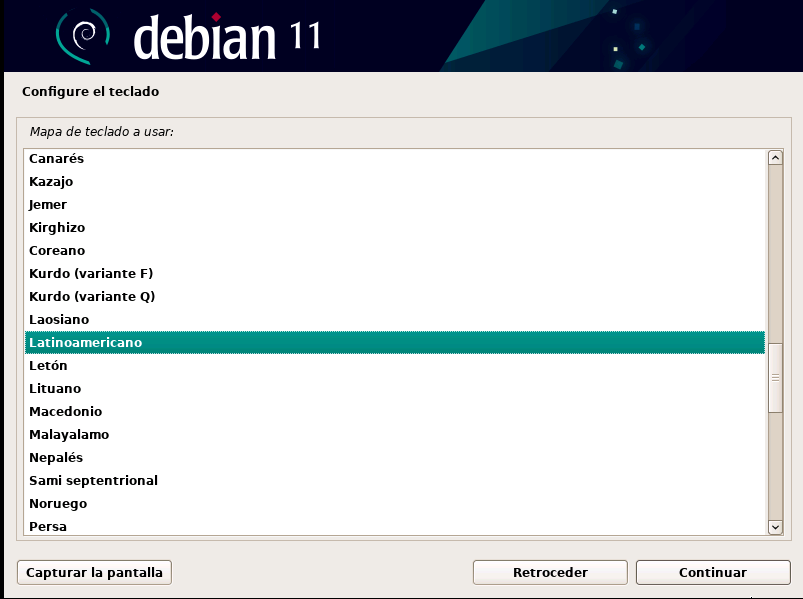 debian 11
Configure el teclado
Mapa de teclado a usar:
Canarés
Kazajo
Jemer
Kirghizo
Coreano
Kurdo (variante F)
Kurdo (variante Q)
Laosiano
Latinoamericano
Letón
Lituano
Macedonio
Malayalamo
Nepalés
Sami septentrional
Noruego
Persa
Capturar la pantalla
Retroceder
Continuar